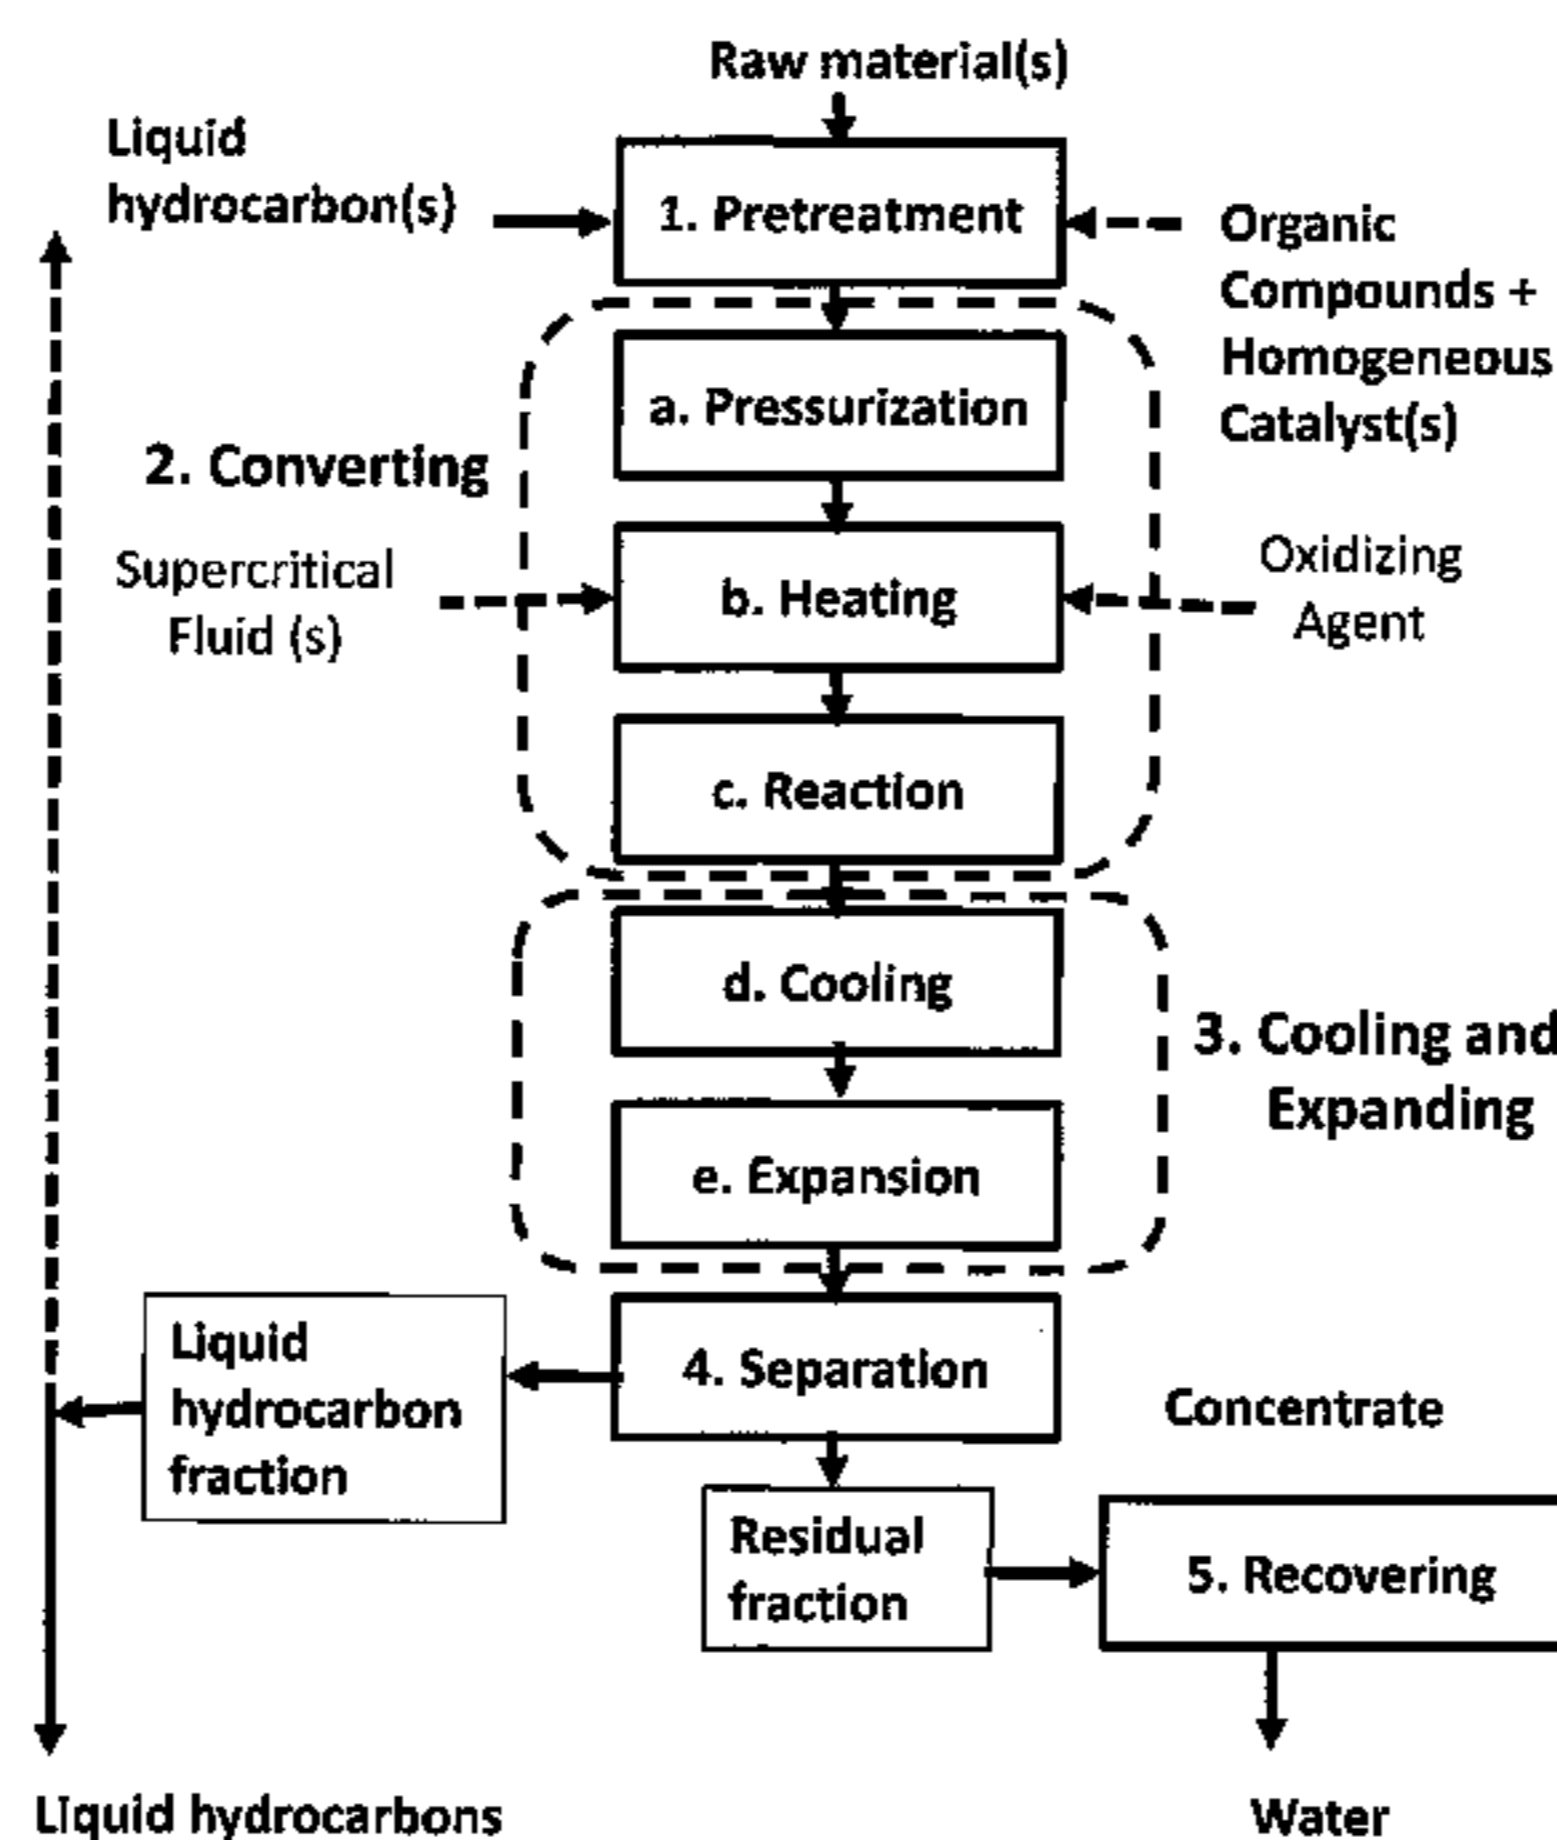 Raw material(s)
Liquid
hydrocarbon(s)
1. Pretreatment
Organic
Compounds +
Homogeneous
Catalyst(s)
a. Pressurization
2. Converting
Supercritical
Fluid (s)
b. Heating
Oxidizing
Agent
c. Reaction
d. Cooling
3. Cooling and
Expanding
e. Expansion
Liquid
hydrocarbon
fraction
4. Separation
Concentrate
Residual
fraction
5. Recovering
Liquid hydrocarbons
Water